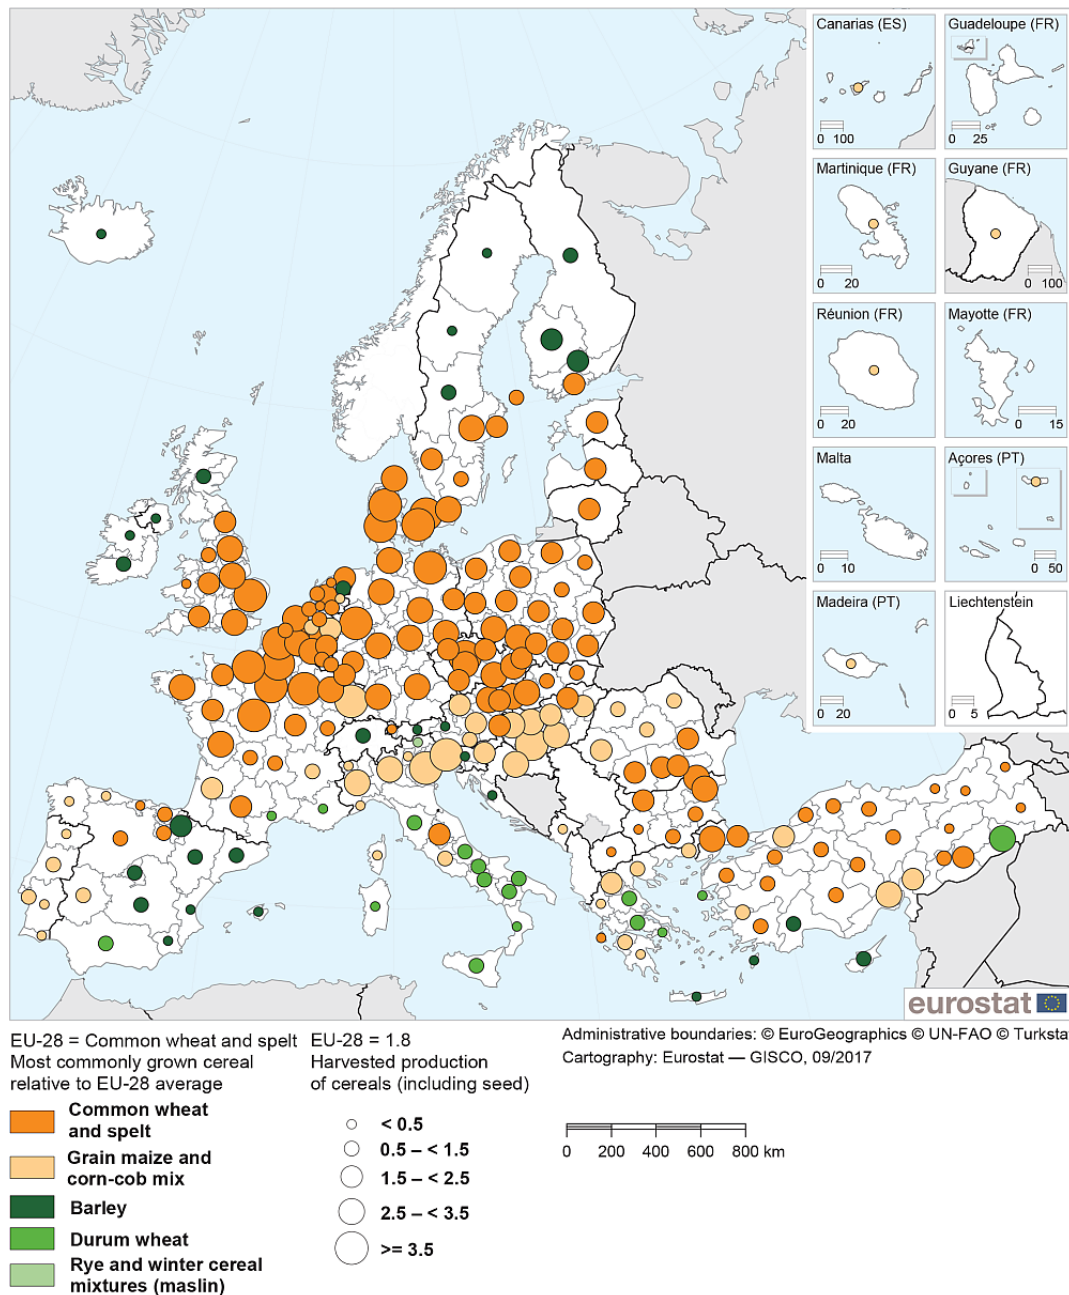 Canarias (ES)
0 100
Guadeloupe (FR)
0 25
Martinique (FR)
0 20
Guyane (FR)
0 100
Réunion (FR)
0 20
Mayotte (FR)
0 15
Malta
0 10
Açores (PT)
0 50
Madeira (PT)
0 20
Liechtenstein
0 5
eurostat
EU-28 = Common wheat and spelt
Most commonly grown cereal
relative to EU-28 average
Common wheat
and spelt
Grain maize and
corn-cob mix
Barley
Durum wheat
Rye and winter cereal
mixtures (maslin)
EU-28 = 1.8
Harvested production
of cereals (including seed)
< 0.5
0.5 – < 1.5
1.5 – < 2.5
2.5 – < 3.5
>= 3.5
Administrative boundaries: © EuroGeographics © UN-FAO © Turksta
Cartography: Eurostat — GISCO, 09/2017
0 200 400 600 800 km